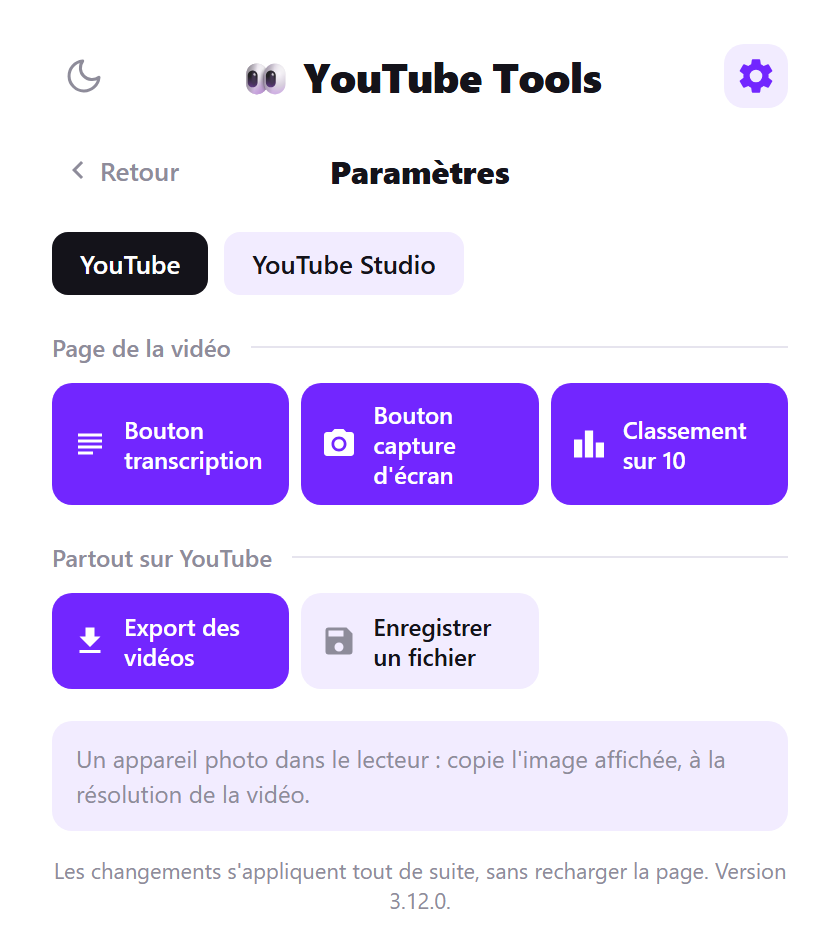 YouTube Tools
Retour
Paramètres
YouTube
YouTube Studio
Page de la vidéo
Bouton
transcription
Bouton
capture
d'écran
Classement
sur 10
Partout sur YouTube
Export des
vidéos
Enregistrer
un fichier
Un appareil photo dans le lecteur : copie l'image affichée, à la
résolution de la vidéo.
Les changements s'appliquent tout de suite, sans recharger la page. Version
3.12.0.